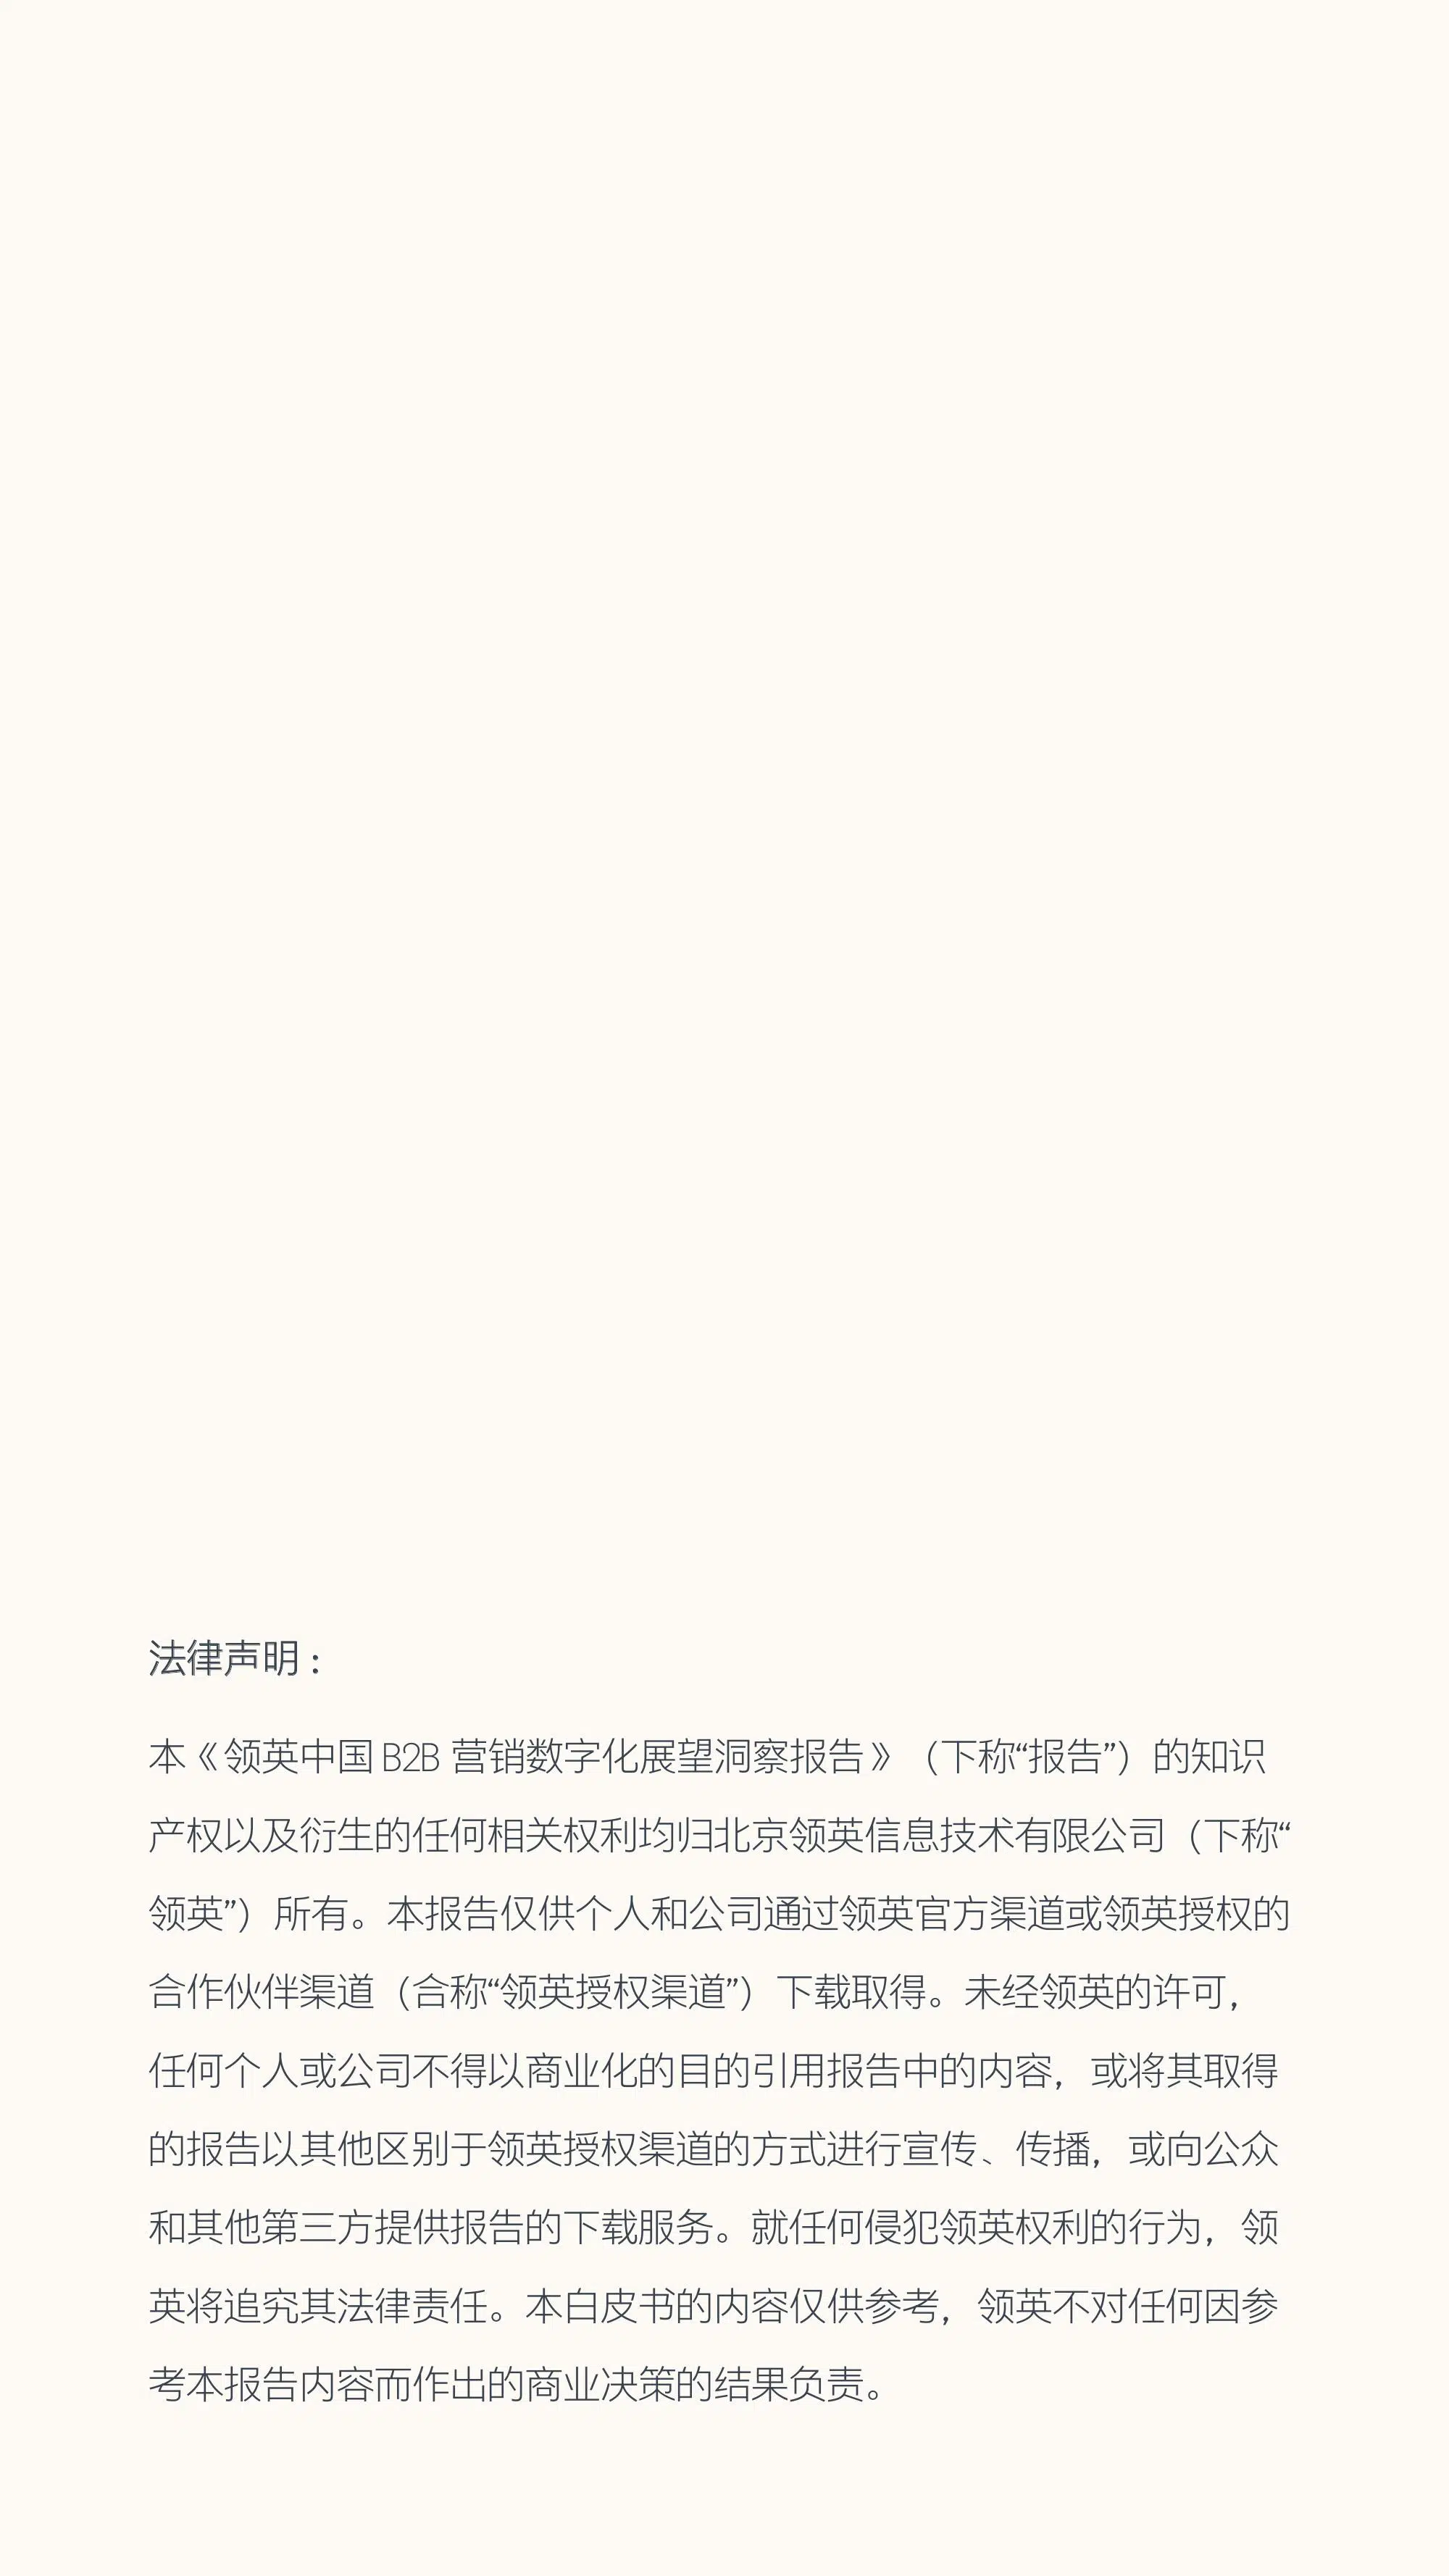 法律声明：
本《领英中国 B2B 营销数字化展望洞察报告》（下称“报告”）的知识
产权以及衍生的任何相关权利均归北京领英信息技术有限公司（下称“
领英”）所有。本报告仅供个人和公司通过领英官方渠道或领英授权的
合作伙伴渠道（合称“领英授权渠道”）下载取得。未经领英的许可，
任何个人或公司不得以商业化的目的引用报告中的内容，或将其取得
的报告以其他区别于领英授权渠道的方式进行宣传、传播，或向公众
和其他第三方提供报告的下载服务。就任何侵犯领英权利的行为，领
英将追究其法律责任。本白皮书的内容仅供参考，领英不对任何因参
考本报告内容而作出的商业决策的结果负责。